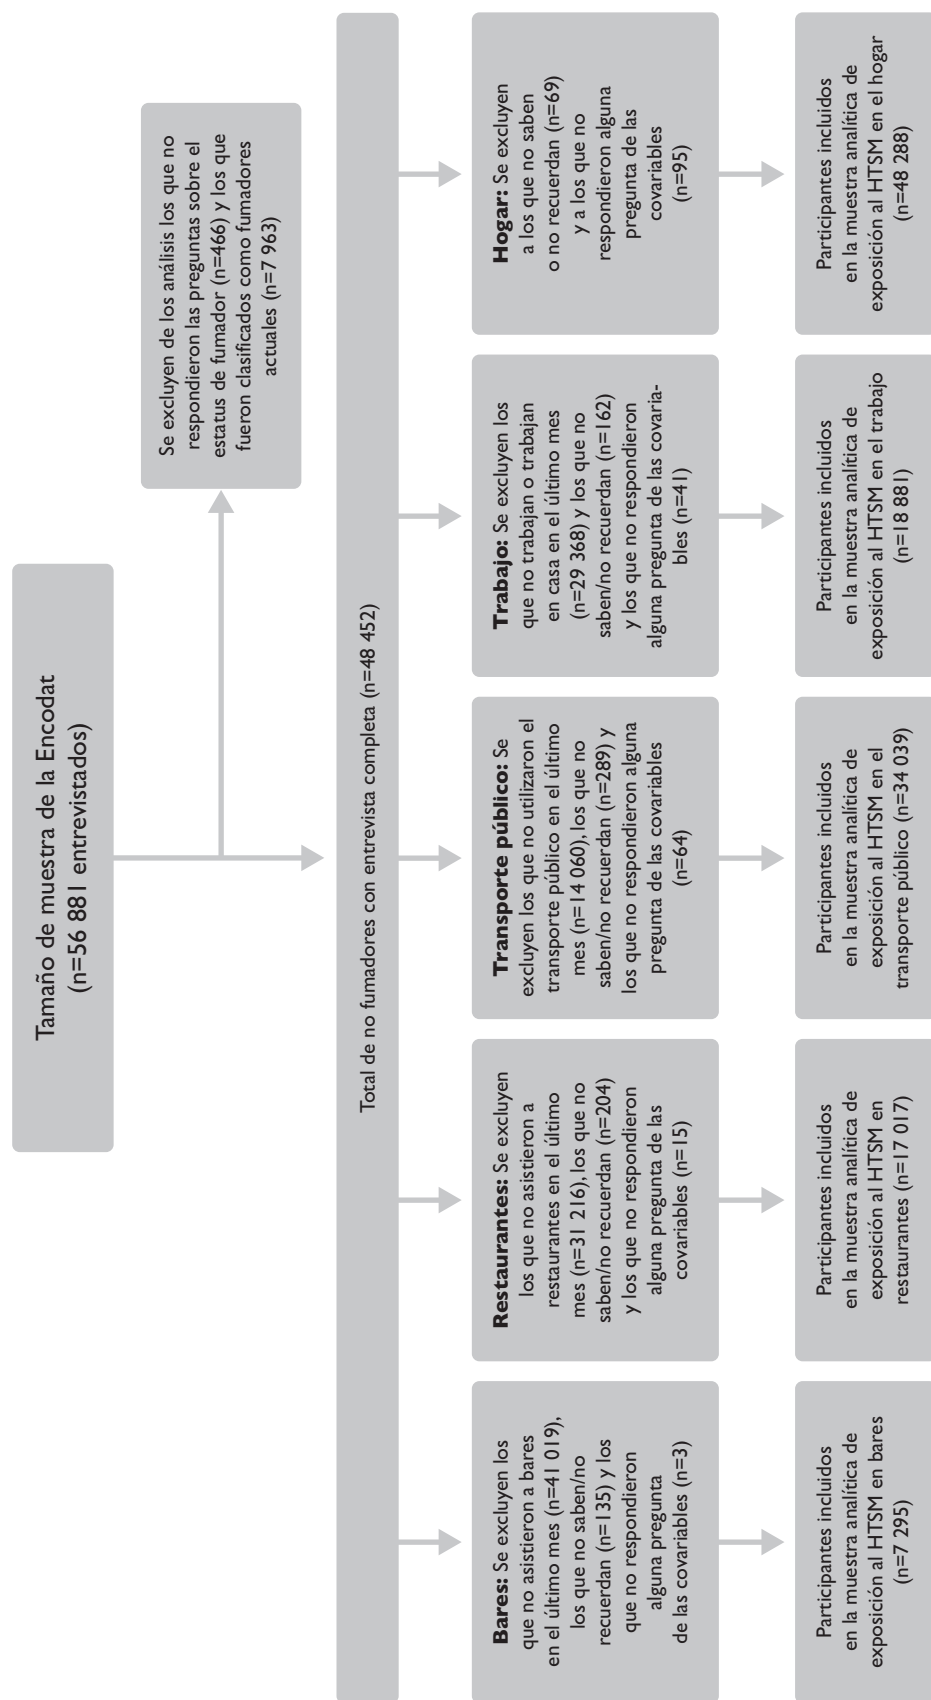 Tamaño de muestra de la Encodat
(n=56 881 entrevistados)
Se excluyen de los análisis los que no
respondieron las preguntas sobre el
estatus de fumador (n=466) y los que
fueron clasificados como fumadores
actuales (n=7 963)
Total de no fumadores con entrevista completa (n=48 452)
Bares: Se excluyen los
que no asistieron a bares
en el último mes (n=41 019),
los que no saben/no
recuerdan (n=135) y los
que no respondieron
alguna pregunta
de las covariables (n=3)
Restaurantes: Se excluyen
los que no asistieron a
restaurantes en el último
mes (n=31 216), los que no
saben/no recuerdan (n=204)
y los que no respondieron
alguna pregunta de las
covariables (n=15)
Transporte público: Se
excluyen los que no utilizaron el
transporte público en el último
mes (n=14 060), los que no
saben/no recuerdan (n=289) y
los que no respondieron alguna
pregunta de las covariables
(n=64)
Trabajo: Se excluyen los
que no trabajan o trabajan
en casa en el último mes
(n=29 368) y los que no
saben/no recuerdan (n=162)
y los que no respondieron
alguna pregunta de las covaria-
bles (n=41)
Hogar: Se excluyen
a los que no saben
o no recuerdan (n=69)
y a los que no
respondieron alguna
pregunta de las
covariables
(n=95)
Participantes incluidos
en la muestra analítica de
exposición al HTSM en bares
(n=7 295)
Participantes incluidos
en la muestra analítica de
exposición al HTSM en
restaurantes (n=17 017)
Participantes incluidos
en la muestra analítica de
exposición al HTSM en el
transporte público (n=34 039)
Participantes incluidos
en la muestra analítica de
exposición al HTSM en el trabajo
(n=18 881)
Participantes incluidos
en la muestra analítica de
exposición al HTSM en el hogar
(n=48 288)